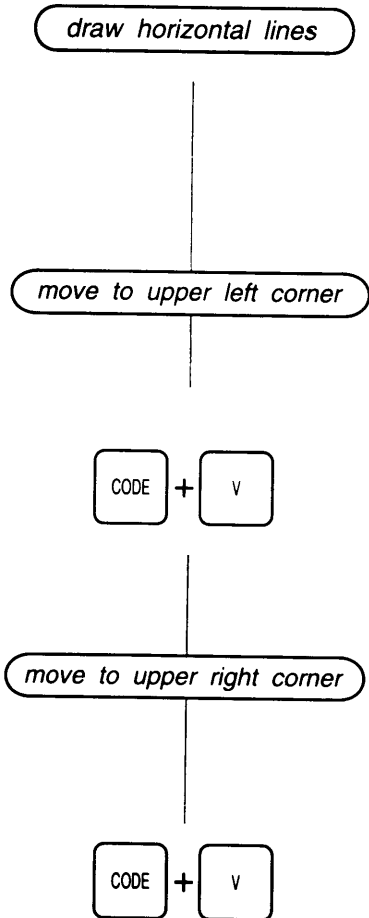 draw horizontal lines
move to upper left corner
CODE + V
move to upper right corner
CODE + V